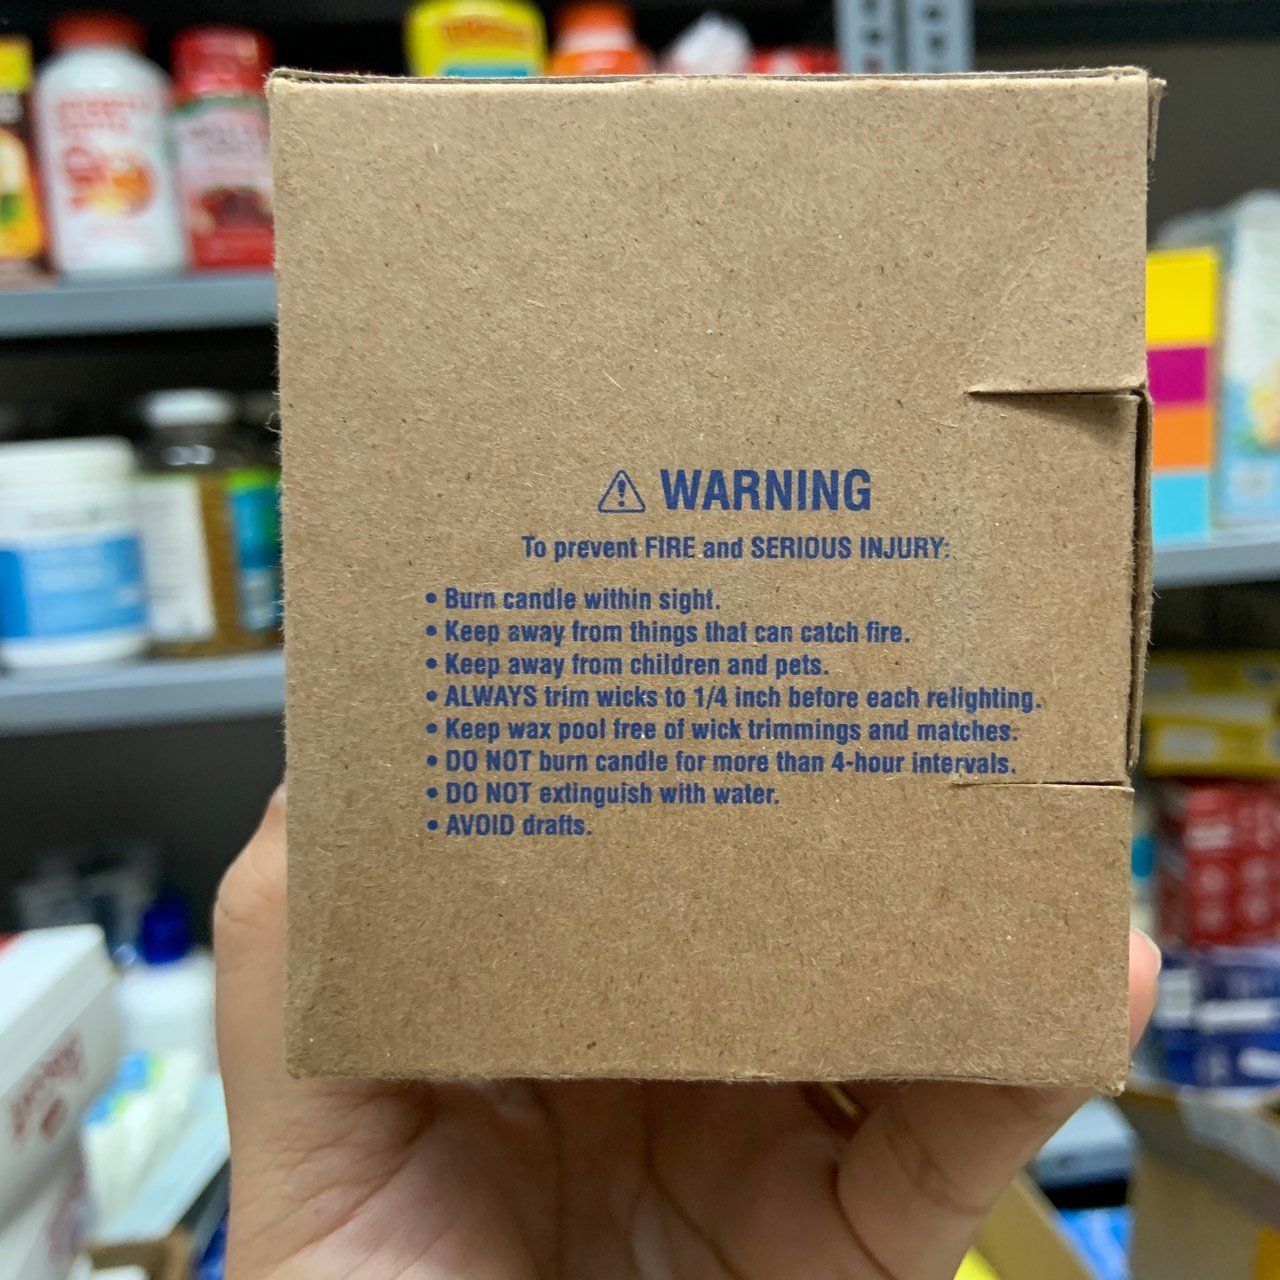 ⚠ WARNING
To prevent FIRE and SERIOUS INJURY:
• Burn candle within sight.
• Keep away from things that can catch fire.
• Keep away from children and pets.
• ALWAYS trim wicks to 1/4 inch before each relighting.
• Keep wax pool free of wick trimmings and matches.
• DO NOT burn candle for more than 4-hour intervals.
• DO NOT extinguish with water.
• AVOID drafts.